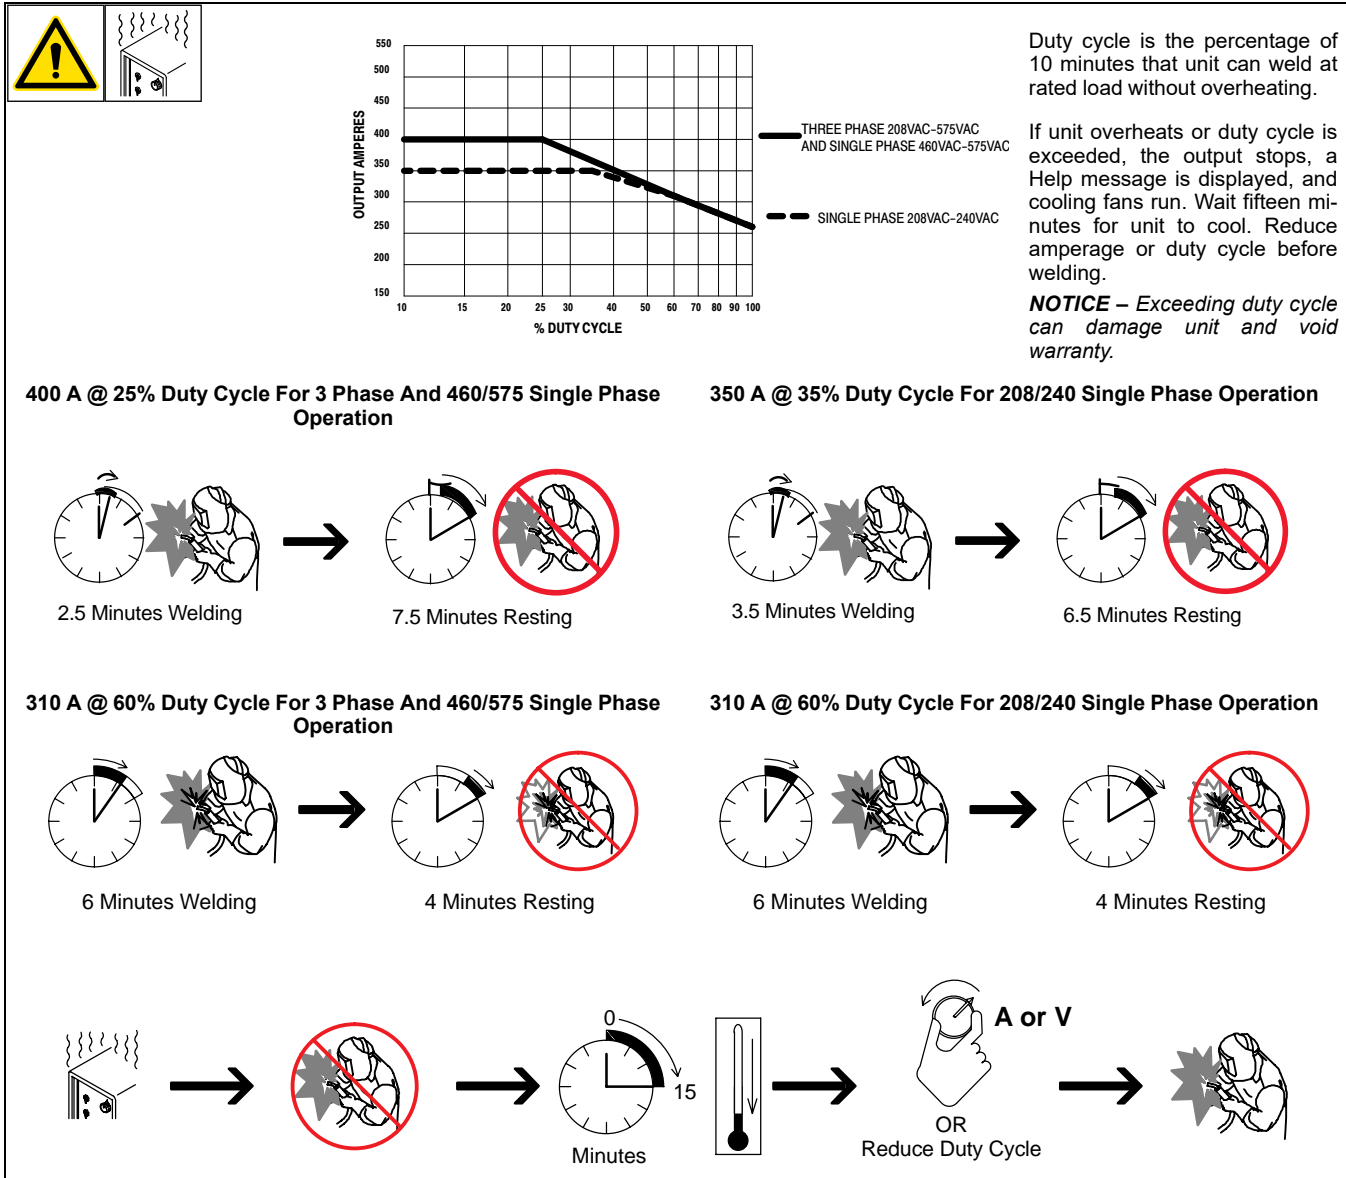 Duty cycle is the percentage of
10 minutes that unit can weld at
rated load without overheating.
If unit overheats or duty cycle is
exceeded, the output stops, a
Help message is displayed, and
cooling fans run. Wait fifteen mi-
nutes for unit to cool. Reduce
amperage or duty cycle before
welding.
NOTICE – Exceeding duty cycle
can damage unit and void
warranty.
OUTPUT AMPERES
550
500
450
400
350
300
250
200
150
10 15 20 25 30 40 50 60 70 80 90 100
% DUTY CYCLE
THREE PHASE 208VAC-575VAC
AND SINGLE PHASE 460VAC-575VAC
SINGLE PHASE 208VAC-240VAC
400 A @ 25% Duty Cycle For 3 Phase And 460/575 Single Phase
Operation
2.5 Minutes Welding
7.5 Minutes Resting
350 A @ 35% Duty Cycle For 208/240 Single Phase Operation
3.5 Minutes Welding
6.5 Minutes Resting
310 A @ 60% Duty Cycle For 3 Phase And 460/575 Single Phase
Operation
6 Minutes Welding
4 Minutes Resting
310 A @ 60% Duty Cycle For 208/240 Single Phase Operation
6 Minutes Welding
4 Minutes Resting
0
15
Minutes
A or V
OR
Reduce Duty Cycle